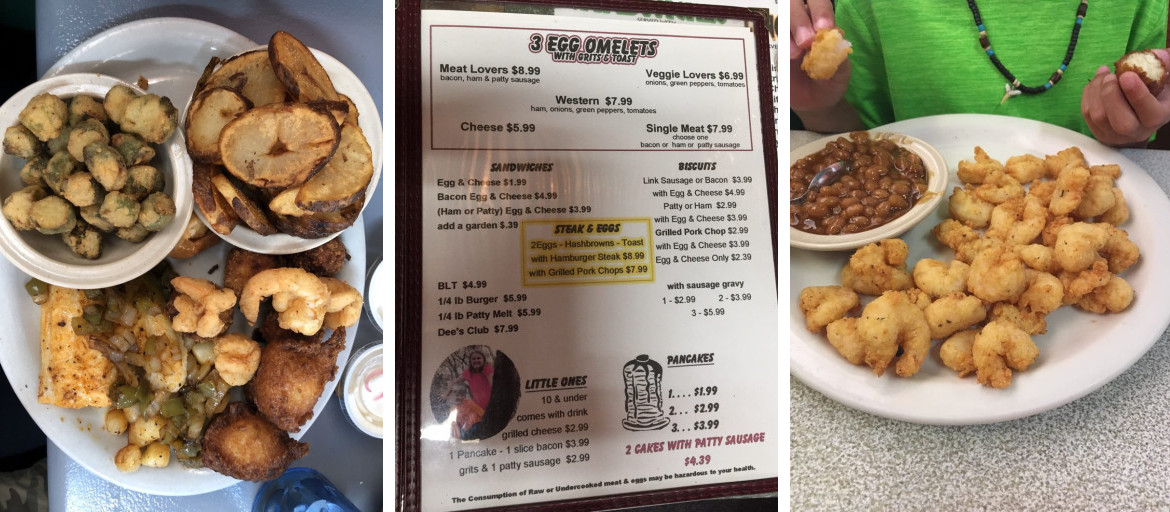 3 EGG OMELETS
WITH GRITS & TOAST
Meat Lovers $8.99
bacon, ham & patty sausage
Veggie Lovers $6.99
onions, green peppers, tomatoes
Western $7.99
ham, onions, green peppers, tomatoes
Cheese $5.99
Single Meat $7.99
choose one
bacon or ham or patty sausage
SANDWICHES
Egg & Cheese $1.99
Bacon Egg & Cheese $4.99
(Ham or Patty) Egg & Cheese $3.99
add a garden $.39
BISCUITS
Link Sausage or Bacon $3.99
with Egg & Cheese $4.99
Patty or Ham $2.99
with Egg & Cheese $3.99
Grilled Pork Chop $2.99
with Egg & Cheese $3.99
Egg & Cheese Only $2.39
STEAK & EGGS
2Eggs - Hashbrowns - Toast
with Hamburger Steak $8.99
with Grilled Pork Chops $7.99
BLT $4.99
1/4 lb Burger $5.99
1/4 lb Patty Melt $5.99
Dee's Club $7.99
with sausage gravy
1 - $2.99 2 - $3.99
3 - $5.99
LITTLE ONES
10 & under
comes with drink
grilled cheese $2.99
1 Pancake - 1 slice bacon $3.99
grits & 1 patty sausage $2.99
PANCAKES
1.... $1.99
2... $2.99
3... $3.99
2 CAKES WITH PATTY SAUSAGE
$4.39
The Consumption of Raw or Undercooked meat & eggs may be hazardous to your health.